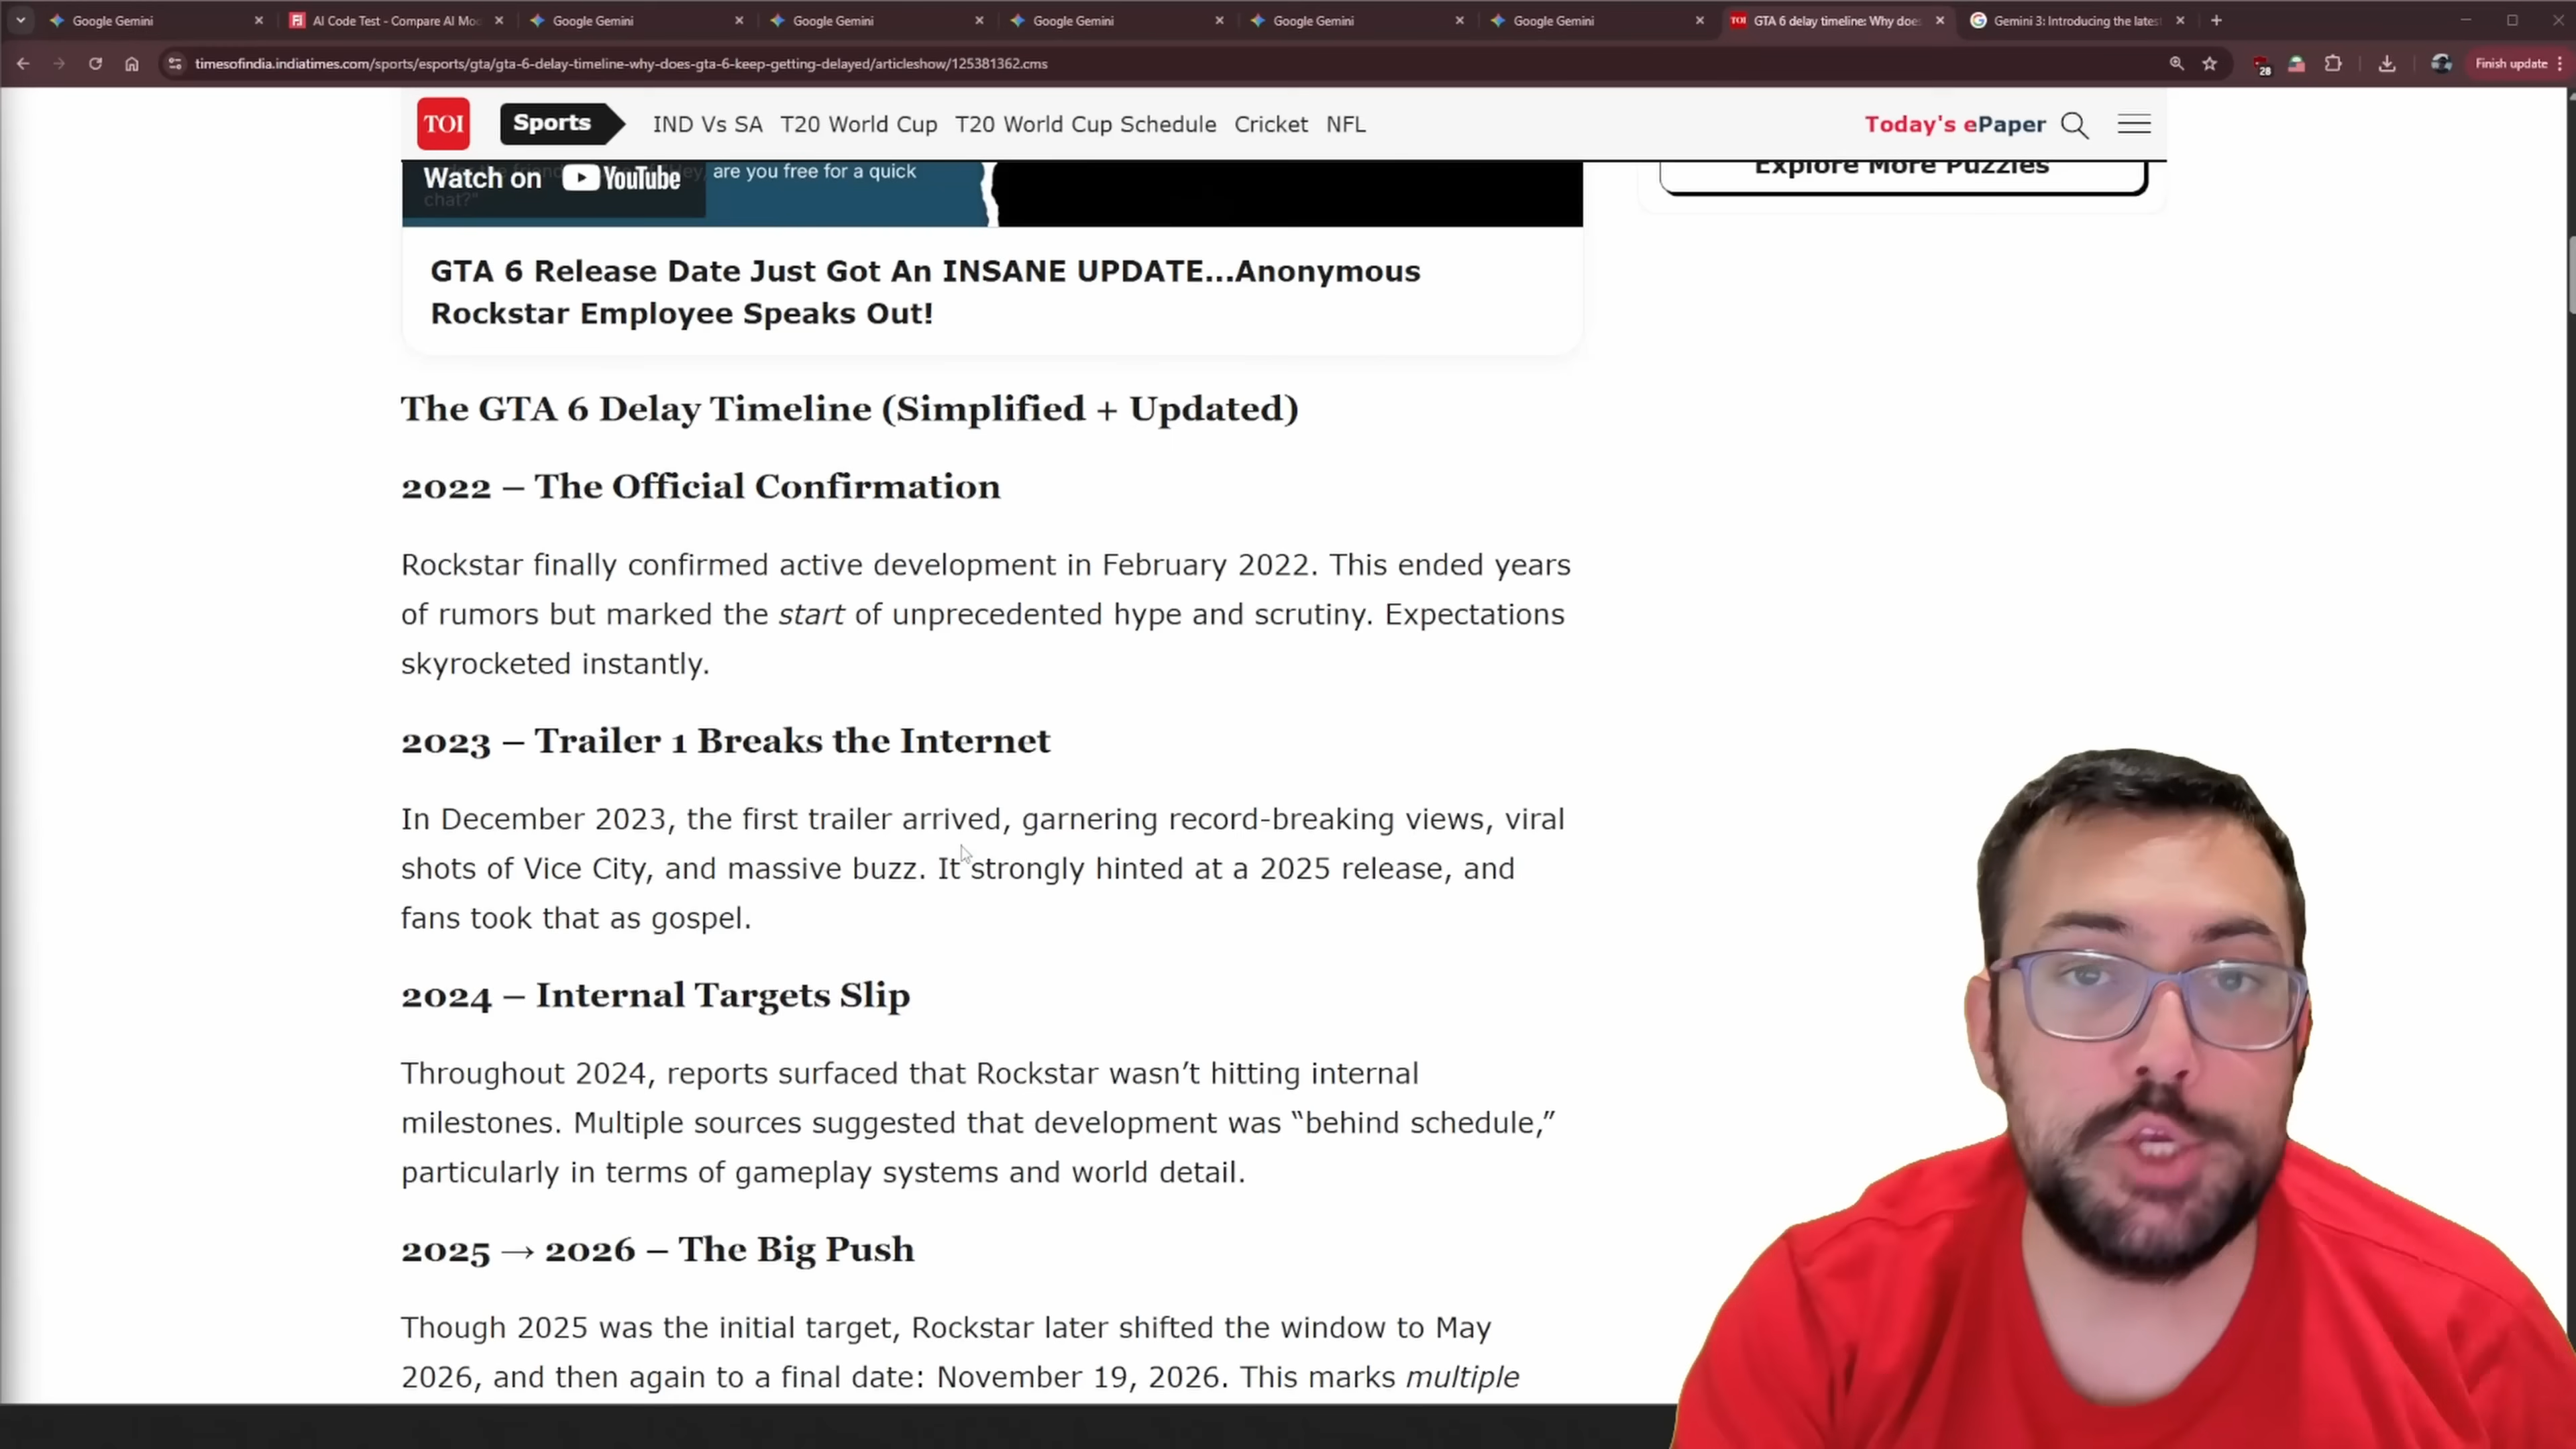 Google Gemini
AI Code Test - Compare AI Mo
Google Gemini
Google Gemini
Google Gemini
Google Gemini
Google Gemini
TOI GTA 6 delay timeline: Why does
Gemini 3: Introducing the latest
timesofindia.indiatimes.com/sports/esports/gta/gta-6-delay-timeline-why-does-gta-6-keep-getting-delayed/articleshow/125381362.cms
28
Finish update
TOI
Sports
IND Vs SA T20 World Cup T20 World Cup Schedule Cricket NFL
Today's ePaper
Watch on YouTube
are you free for a quick
chat?"
Explore More Puzzles
GTA 6 Release Date Just Got An INSANE UPDATE...Anonymous
Rockstar Employee Speaks Out!
The GTA 6 Delay Timeline (Simplified + Updated)
2022 – The Official Confirmation
Rockstar finally confirmed active development in February 2022. This ended years
of rumors but marked the start of unprecedented hype and scrutiny. Expectations
skyrocketed instantly.
2023 – Trailer 1 Breaks the Internet
In December 2023, the first trailer arrived, garnering record-breaking views, viral
shots of Vice City, and massive buzz. It strongly hinted at a 2025 release, and
fans took that as gospel.
2024 – Internal Targets Slip
Throughout 2024, reports surfaced that Rockstar wasn’t hitting internal
milestones. Multiple sources suggested that development was “behind schedule,”
particularly in terms of gameplay systems and world detail.
2025 → 2026 – The Big Push
Though 2025 was the initial target, Rockstar later shifted the window to May
2026, and then again to a final date: November 19, 2026. This marks multiple